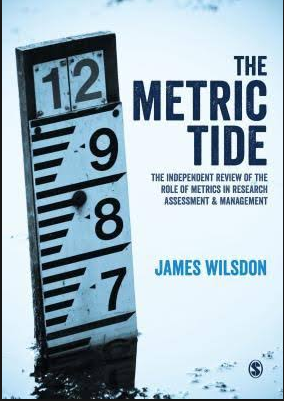 THE
METRIC
TIDE
THE INDEPENDENT REVIEW OF THE
ROLE OF METRICS IN RESEARCH
ASSESSMENT & MANAGEMENT
JAMES WILSDON
12
9
8
7
S